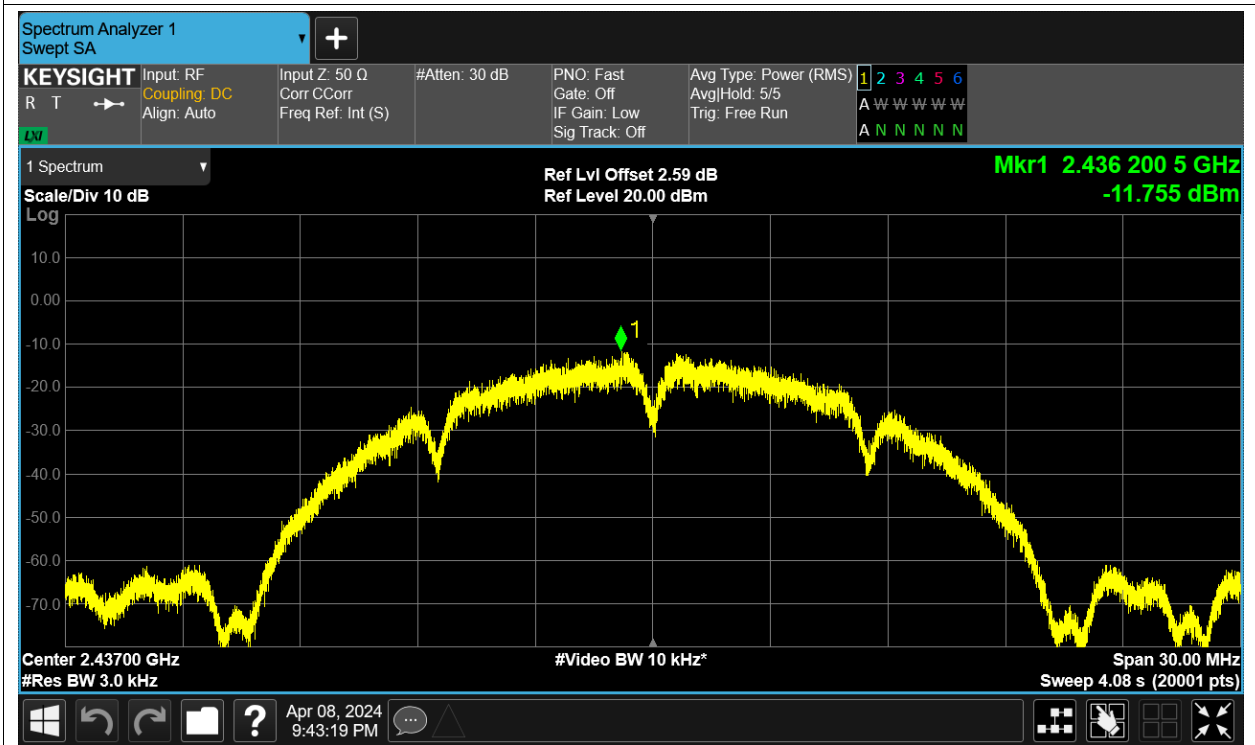 Spectrum Analyzer 1
Swept SA
KEYSIGHT
R T
LXI
Input: RF
Coupling: DC
Align: Auto
Input Z: 50 Ω
Corr CCorr
Freq Ref: Int (S)
#Atten: 30 dB
PNO: Fast
Gate: Off
IF Gain: Low
Sig Track: Off
Avg Type: Power (RMS)
Avg|Hold: 5/5
Trig: Free Run
1 2 3 4 5 6
A W W W W W
A N N N N N
1 Spectrum
Scale/Div 10 dB
Log
Ref Lvl Offset 2.59 dB
Ref Level 20.00 dBm
Mkr1 2.436 200 5 GHz
-11.755 dBm
10.0
0.00
-10.0
-20.0
-30.0
-40.0
-50.0
-60.0
-70.0
1
Center 2.43700 GHz
#Res BW 3.0 kHz
#Video BW 10 kHz*
Span 30.00 MHz
Sweep 4.08 s (20001 pts)
?
Apr 08, 2024
9:43:19 PM